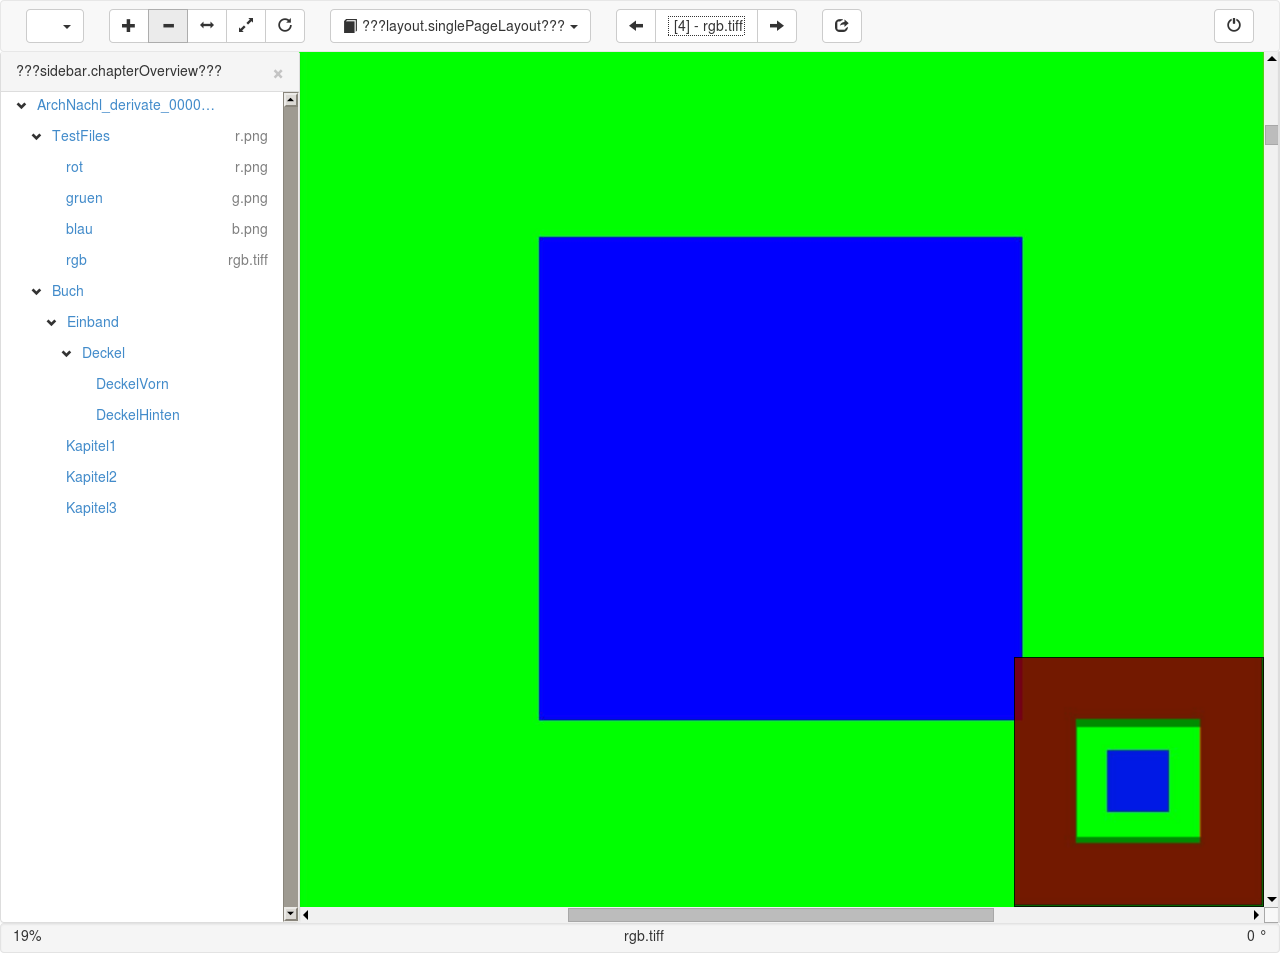 ???layout.singlePageLayout???
[4] - rgb.tiff
???sidebar.chapterOverview???
×
ArchNachl_derivate_0000…
TestFiles r.png
rot r.png
gruen g.png
blau b.png
rgb rgb.tiff
Buch
Einband
Deckel
DeckelVorn
DeckelHinten
Kapitel1
Kapitel2
Kapitel3
19% rgb.tiff 0 °